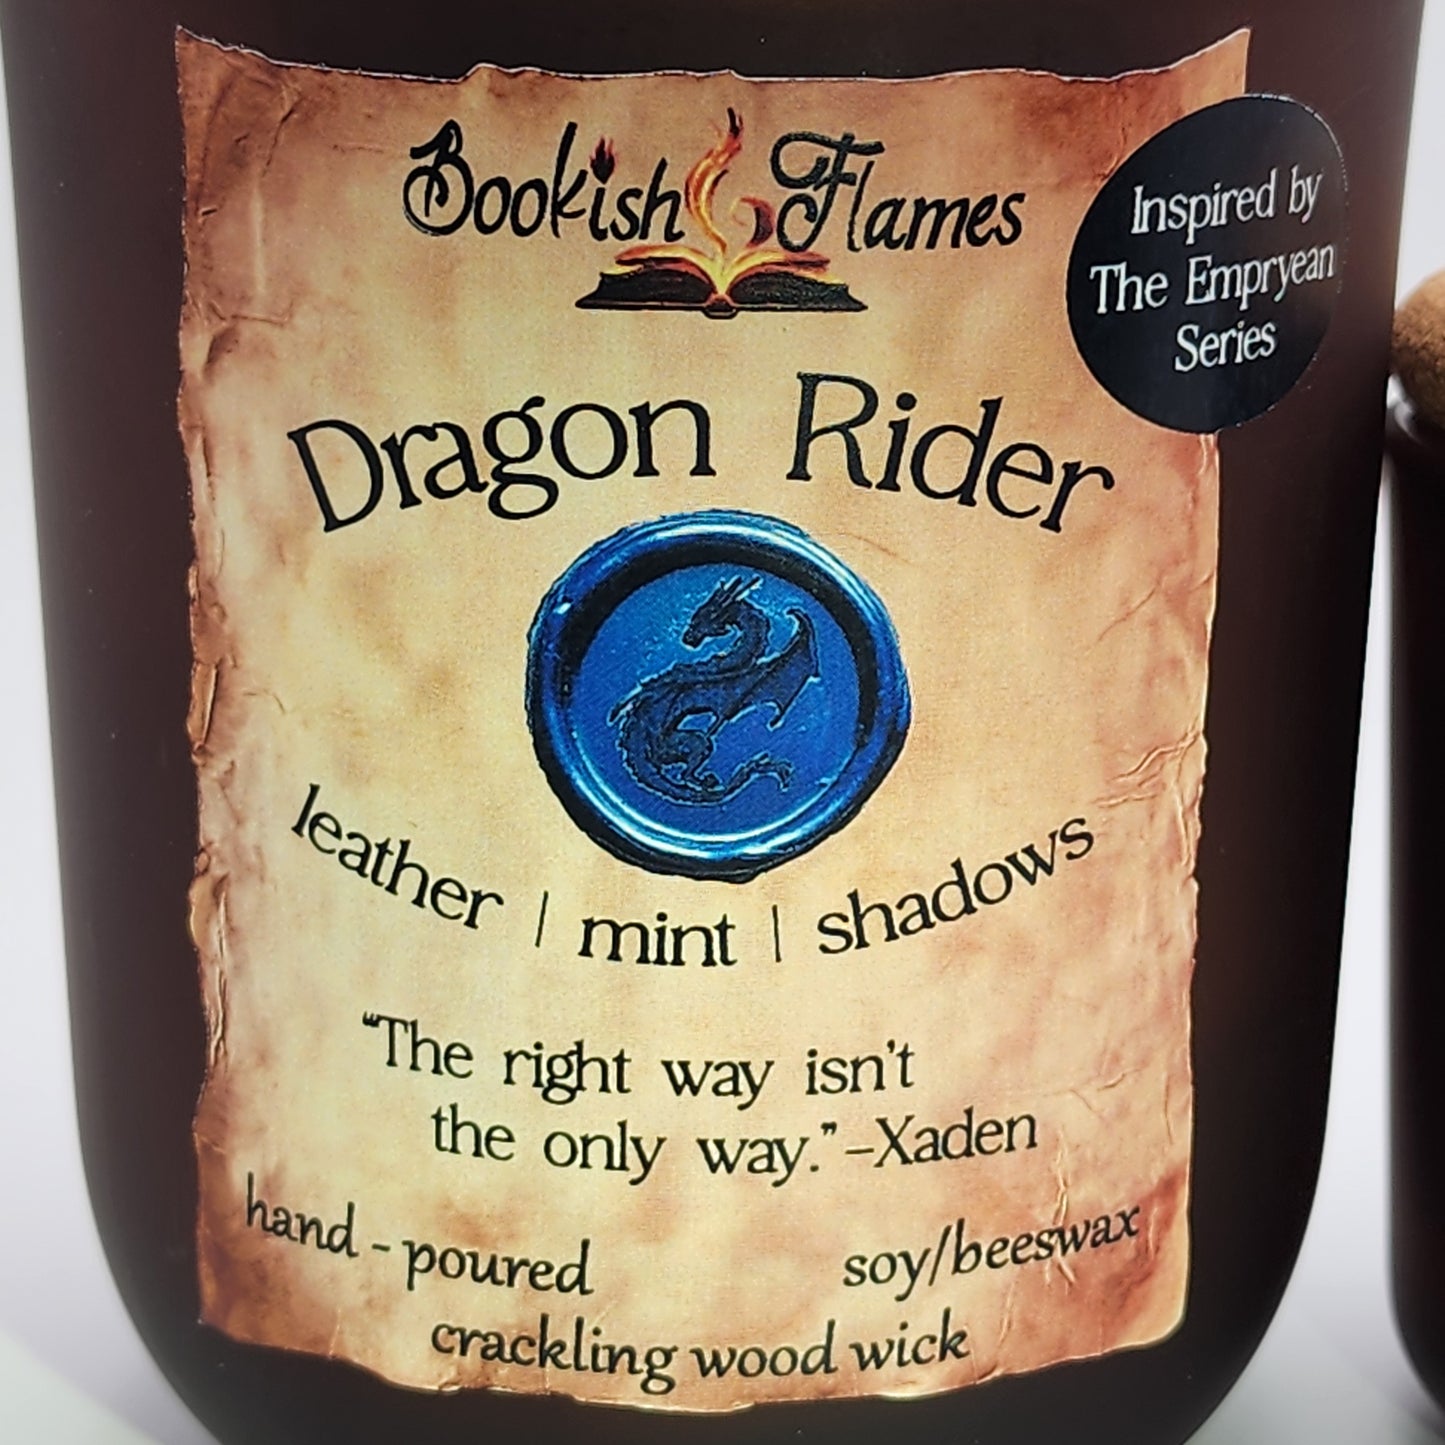 Bookish Flames
Inspired by
The Empryean
Series
Dragon Rider
leather | mint | shadows
"The right way isn't
the only way."-Xaden
hand - poured
soy/beeswax
crackling wood wick